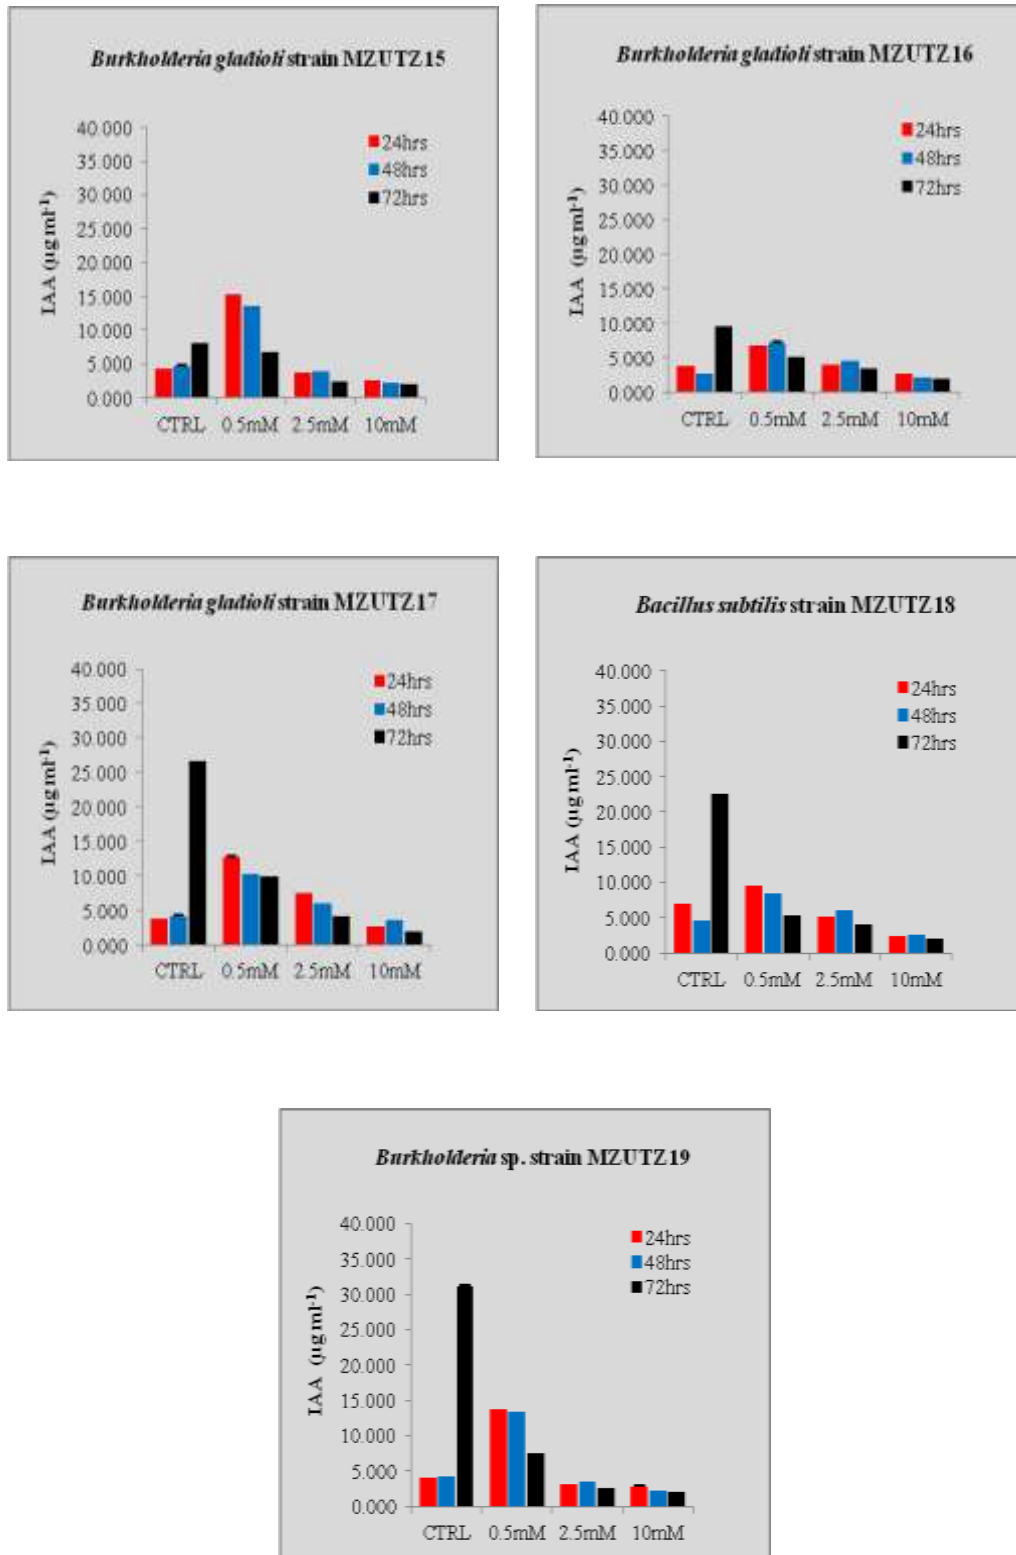 Burkholderia gladioli strain MZUTZ15
IAA (µg ml-1)
40.000
35.000
30.000
25.000
20.000
15.000
10.000
5.000
0.000
24hrs
48hrs
72hrs
CTRL 0.5mM 2.5mM 10mM
Burkholderia gladioli strain MZUTZ16
IAA (µg ml-1)
40.000
35.000
30.000
25.000
20.000
15.000
10.000
5.000
0.000
24hrs
48hrs
72hrs
CTRL 0.5mM 2.5mM 10mM
Burkholderia gladioli strain MZUTZ17
IAA (µg ml-1)
40.000
35.000
30.000
25.000
20.000
15.000
10.000
5.000
0.000
24hrs
48hrs
72hrs
CTRL 0.5mM 2.5mM 10mM
Bacillus subtilis strain MZUTZ18
IAA (µg ml-1)
40.000
35.000
30.000
25.000
20.000
15.000
10.000
5.000
0.000
24hrs
48hrs
72hrs
CTRL 0.5mM 2.5mM 10mM
Burkholderia sp. strain MZUTZ19
IAA (µg ml-1)
40.000
35.000
30.000
25.000
20.000
15.000
10.000
5.000
0.000
24hrs
48hrs
72hrs
CTRL 0.5mM 2.5mM 10mM